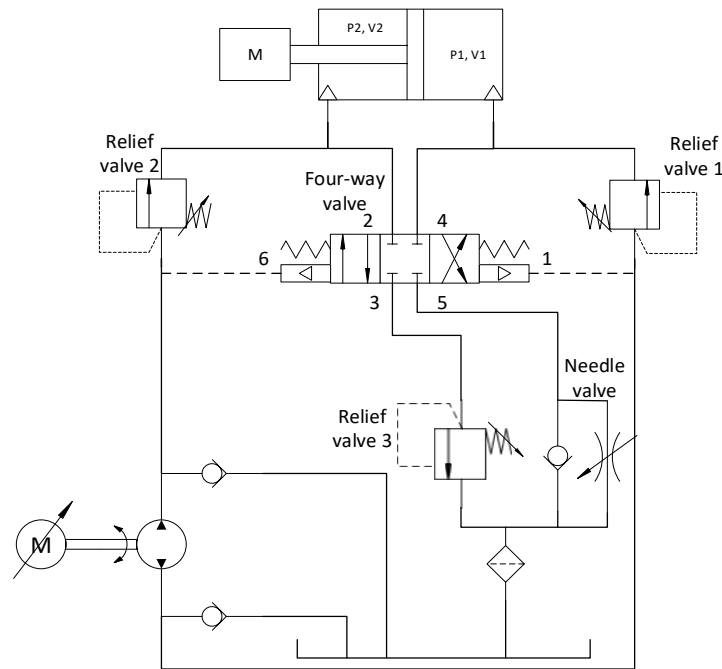 P2, V2
M
P1, V1
Relief
valve 2
Relief
valve 1
Four-way
valve
2
4
6
1
3
5
Needle
valve
Relief
valve 3
M